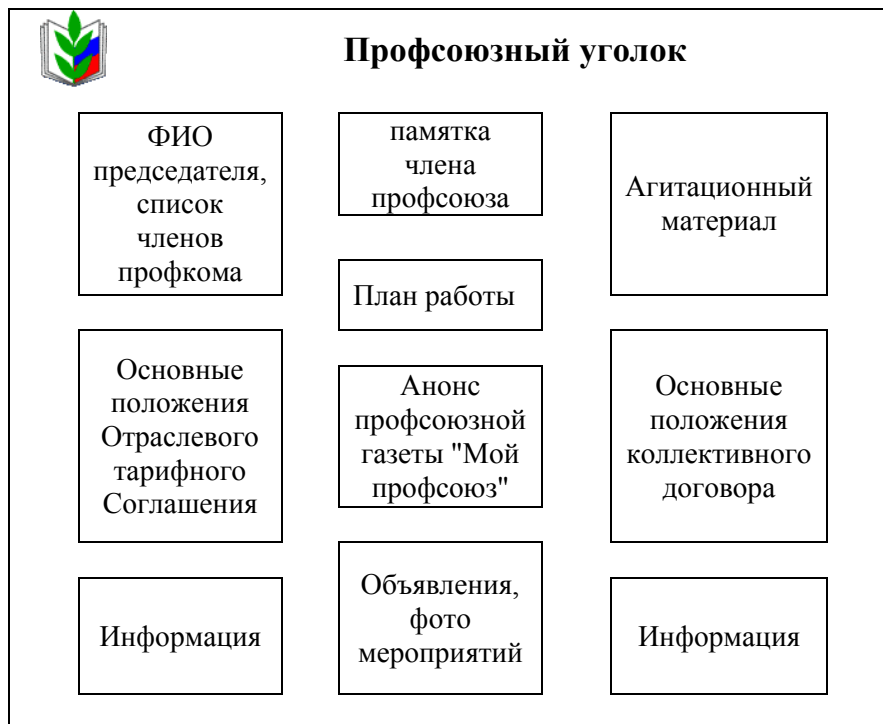 Профсоюзный уголок
ФИО
председателя,
список
членов
профкома
памятка
члена
профсоюза
Агитационный
материал
План работы
Основные
положения
Отраслевого
тарифного
Соглашения
Анонс
профсоюзной
газеты "Мой
профсоюз"
Основные
положения
коллективного
договора
Информация
Объявления,
фото
мероприятий
Информация